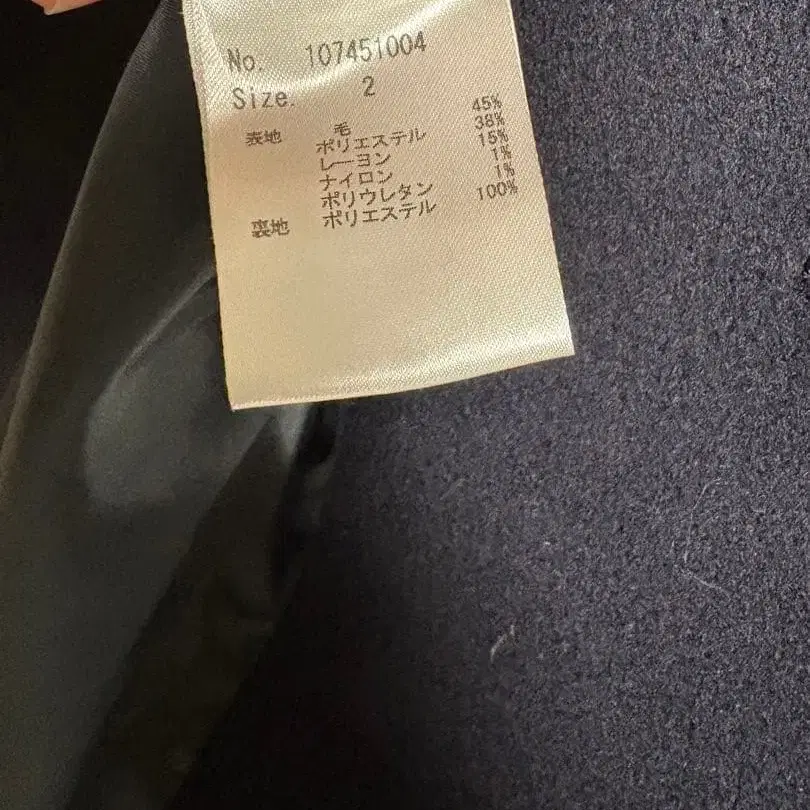 No. 107451004
Size. 2
表地 毛 45%
ポリエステル 38%
レーヨン 15%
ナイロン 1%
ポリウレタン 1%
裏地 ポリエステル 100%